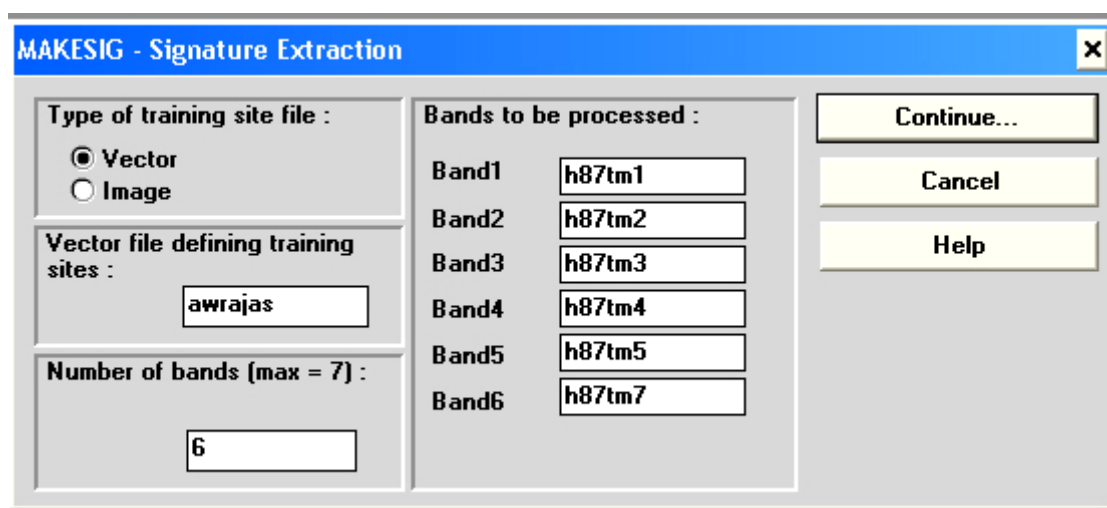 MAKESIG - Signature Extraction
Type of training site file :
Vector
Image
Vector file defining training
sites :
awrajas
Number of bands (max = 7) :
6
Bands to be processed :
Band1 h87tm1
Band2 h87tm2
Band3 h87tm3
Band4 h87tm4
Band5 h87tm5
Band6 h87tm7
Continue...
Cancel
Help